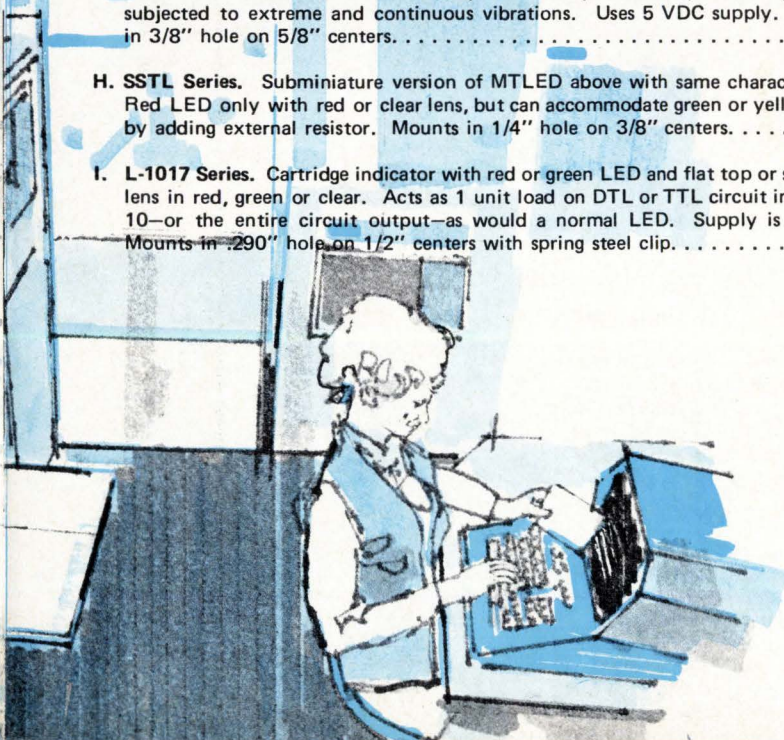 subjected to extreme and continuous vibrations. Uses 5 VDC supply.
in 3/8" hole on 5/8" centers. . . . . . . . . . . . . . . . . . . . . . . . . . . . . . . .
H. SSTL Series. Subminiature version of MTLED above with same charac
Red LED only with red or clear lens, but can accommodate green or yell
by adding external resistor. Mounts in 1/4" hole on 3/8" centers. . . . .
I. L-1017 Series. Cartridge indicator with red or green LED and flat top or s
lens in red, green or clear. Acts as 1 unit load on DTL or TTL circuit in
10—or the entire circuit output—as would a normal LED. Supply is
Mounts in .290" hole on 1/2" centers with spring steel clip. . . . . . . . .